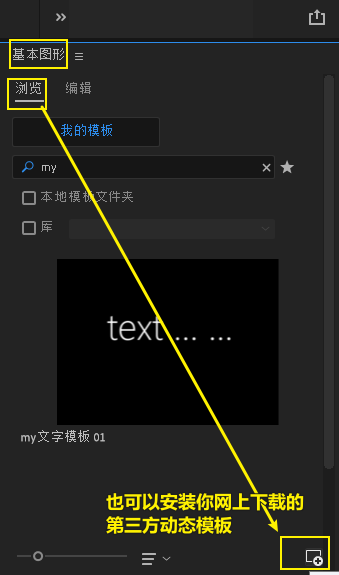 基本图形
浏览 编辑
我的模板
my
本地模板文件夹
库
text ... ...
my文字模板 01
也可以安装你网上下载的
第三方动态模板